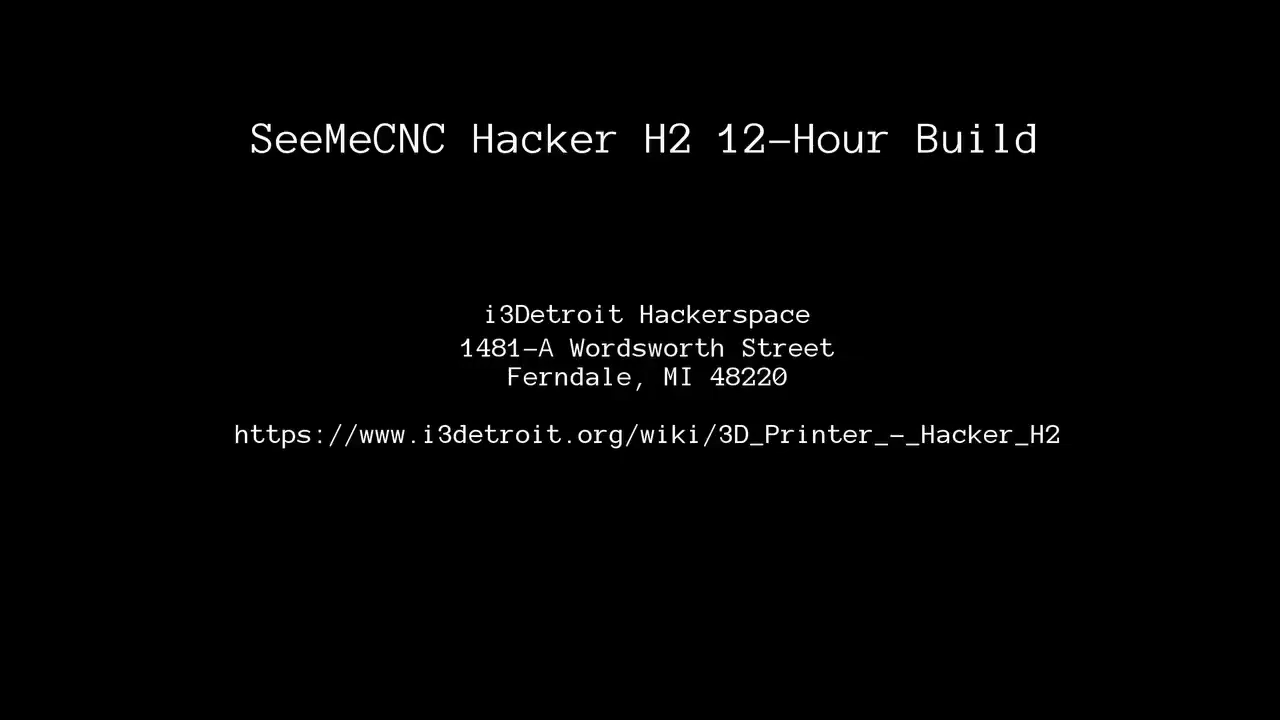 SeeMeCNC Hacker H2 12-Hour Build
i3Detroit Hackerspace
1481-A Wordsworth Street
Ferndale, MI 48220
https://www.i3detroit.org/wiki/3D_Printer_-_Hacker_H2